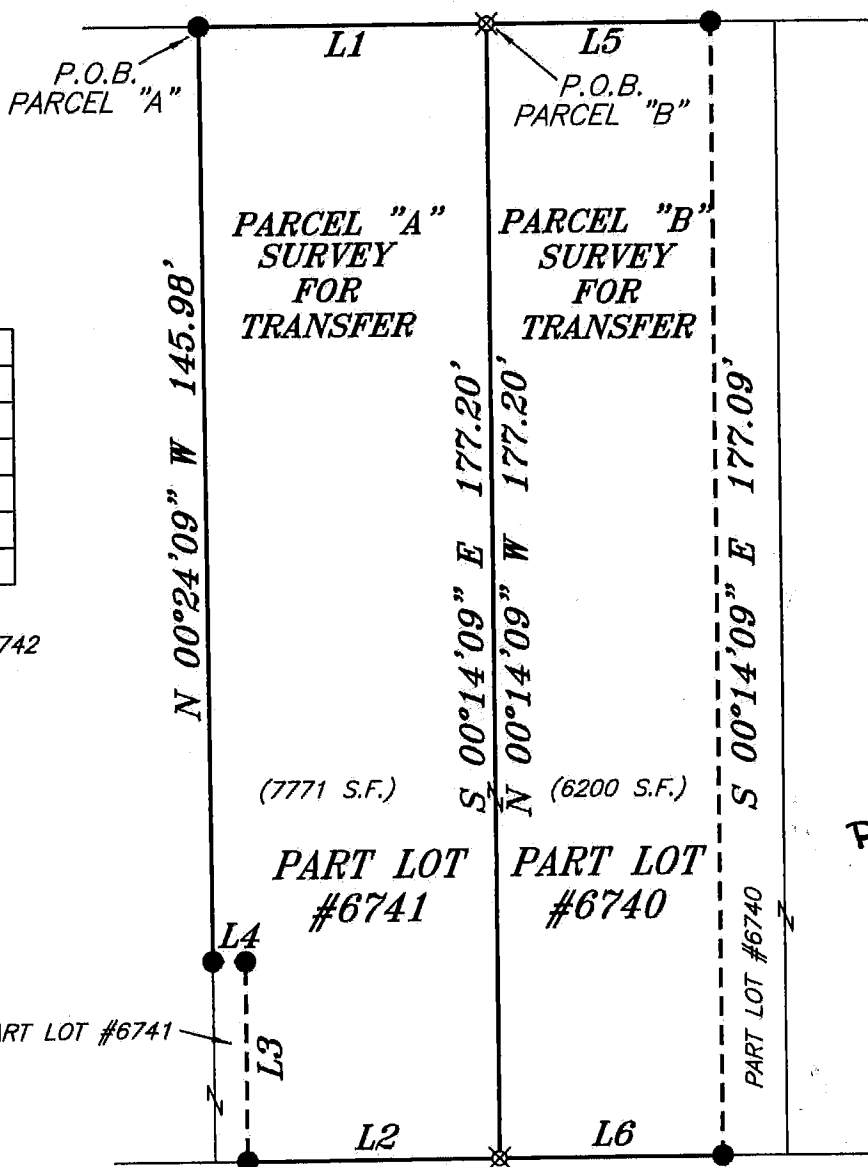 L1
L5
P.O.B.
PARCEL "A"
P.O.B.
PARCEL "B"
PARCEL "A"
SURVEY
FOR
TRANSFER
PARCEL "B"
SURVEY
FOR
TRANSFER
N 00°24'09" W 145.98'
S 00°14'09" E 177.20'
N 00°14'09" W 177.20'
S 00°14'09" E 177.09'
742
(7771 S.F.)
(6200 S.F.)
PART LOT
#6741
PART LOT
#6740
L4
ART LOT #6741
L3
PART LOT #6740
L2
L6